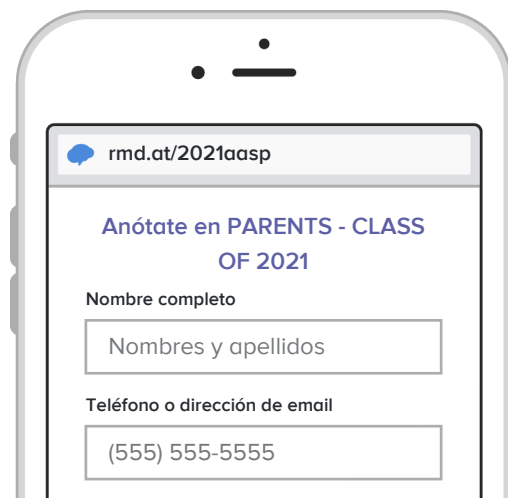 rmd.at/2021aasp
Anótate en PARENTS - CLASS
OF 2021
Nombre completo
Nombres y apellidos
Teléfono o dirección de email
(555) 555-5555